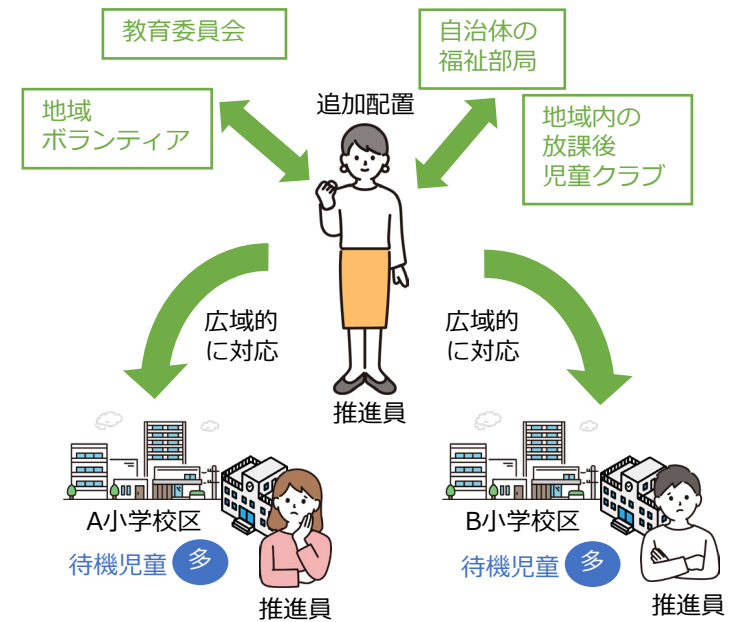 教育委員会
自治体の
福祉部局
地域
ボランティア
追加配置
地域内の
放課後
児童クラブ
広域的
に対応
広域的
に対応
推進員
A小学校区
待機児童 多
推進員
B小学校区
待機児童 多
推進員